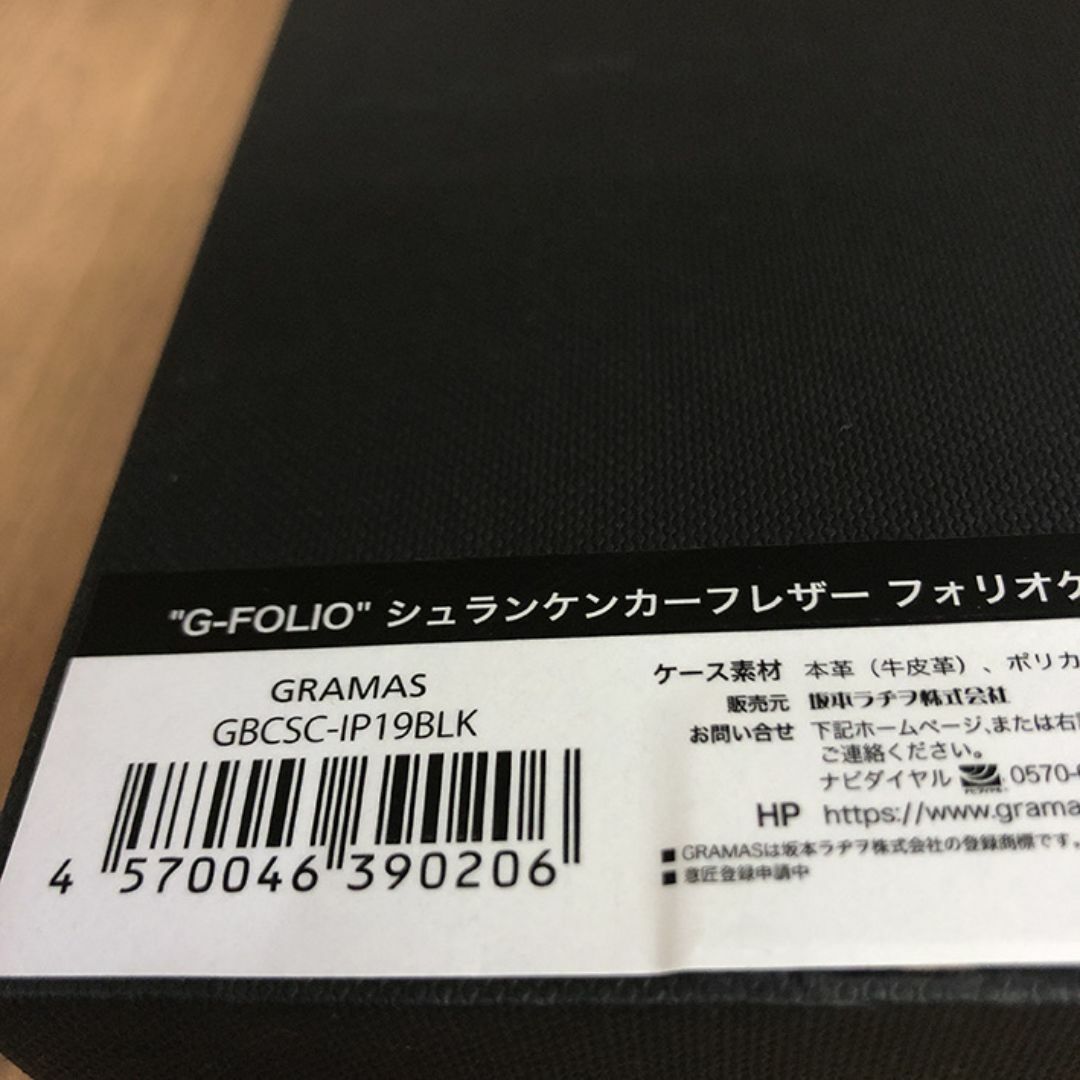 "G-FOLIO" シュランケンカーフレザー フォリオケ
GRAMAS
GBCSC-IP19BLK
4 570046 390206
ケース素材 本革（牛皮革）、ポリカ
販売元 坂本ラヂヲ株式会社
お問い合せ 下記ホームページ､または右
ご連絡ください。
ナビダイヤル 0570-
HP https://www.grama
■ GRAMASは坂本ラヂヲ株式会社の登録商標です。
■ 意匠登録申請中